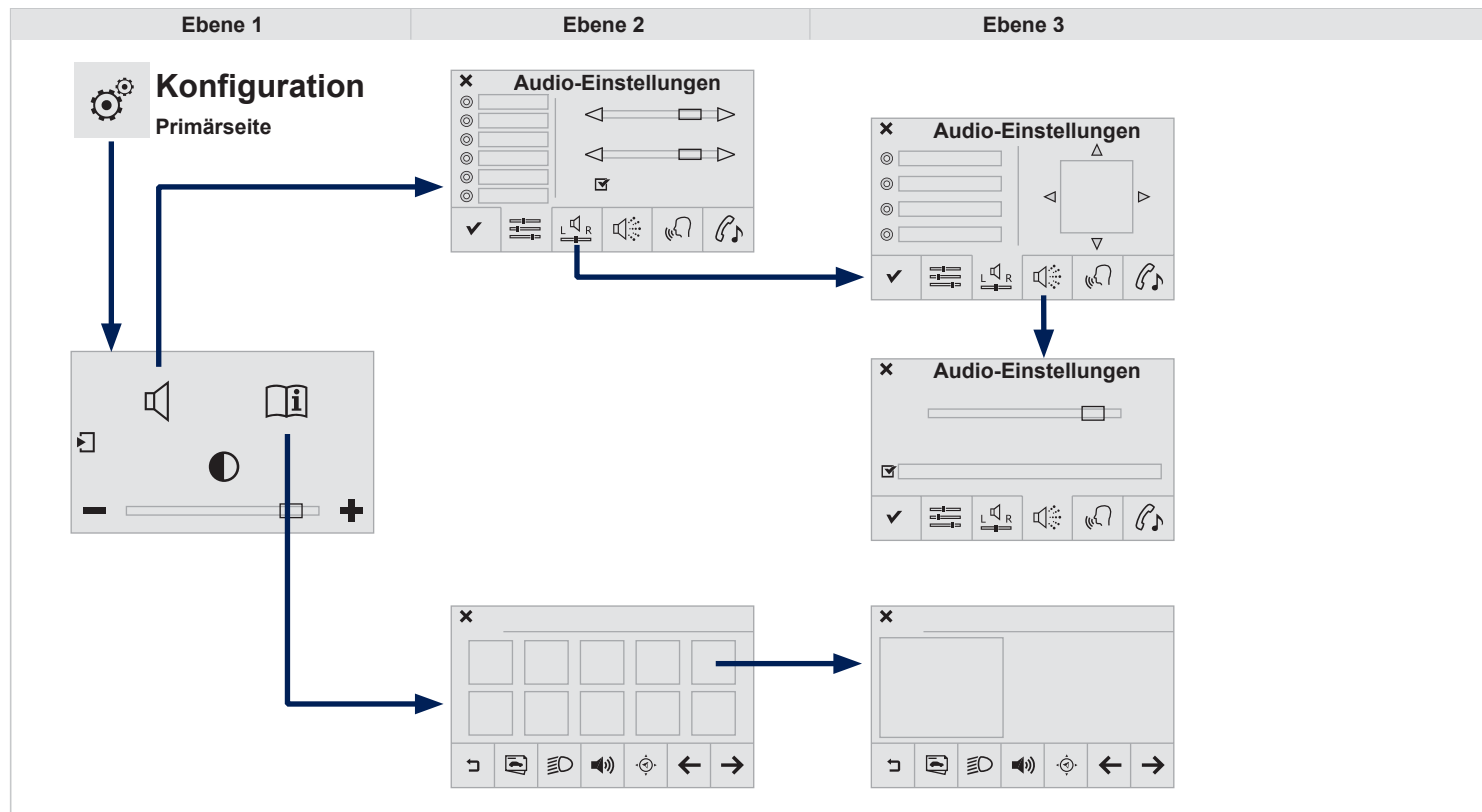 Ebene 1
Ebene 2
Ebene 3
Konfiguration
Primärseite
Audio-Einstellungen
L R
Audio-Einstellungen
L R
Audio-Einstellungen
L R